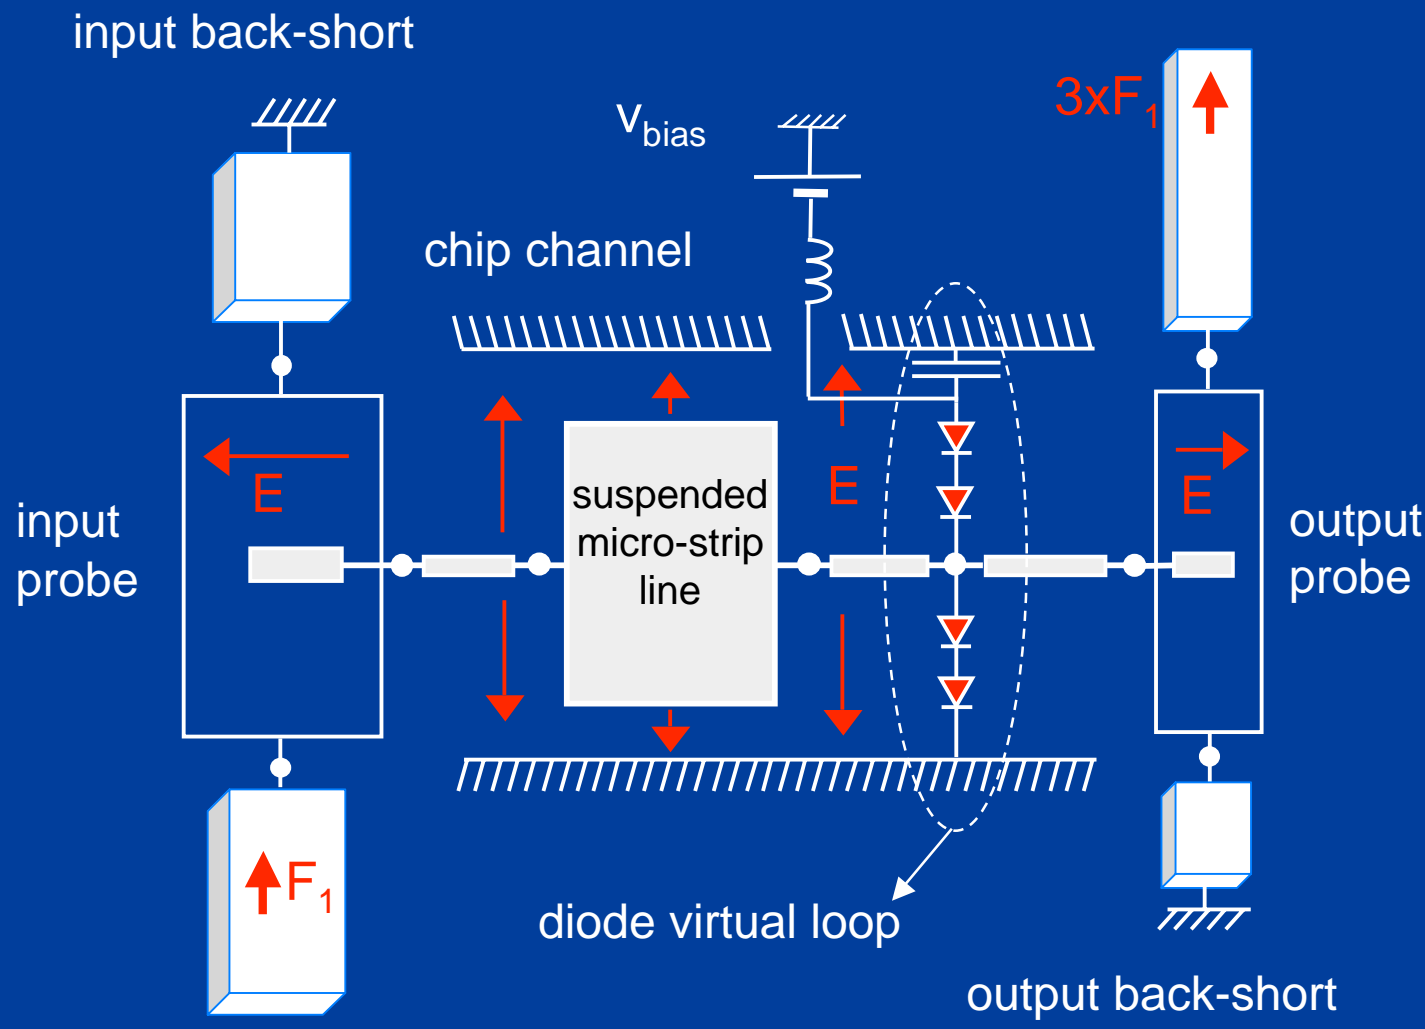 input back-short
3xF₁
v_bias
chip channel
E
E
E
suspended
micro-strip
line
input
probe
output
probe
F₁
diode virtual loop
output back-short